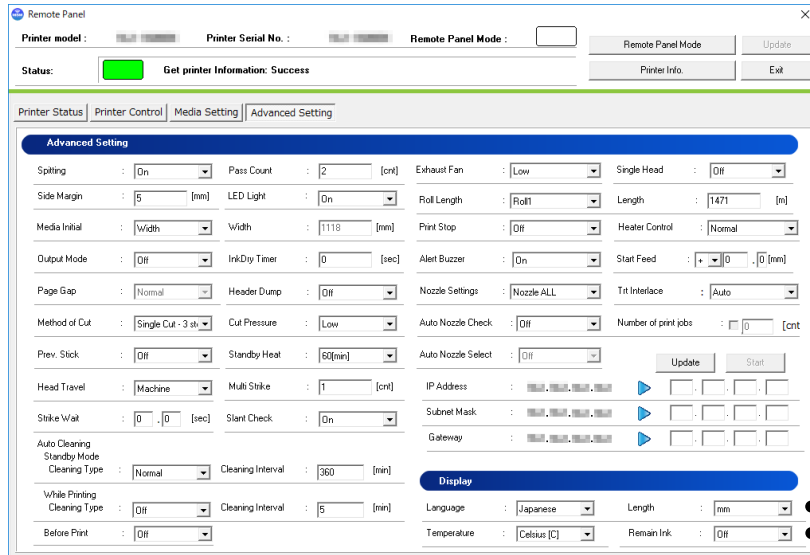 Remote Panel
Printer model : Printer Serial No. : Remote Panel Mode :
Remote Panel Mode Update
Status: Get printer Information: Success
Printer Info. Exit
Printer Status Printer Control Media Setting Advanced Setting
Advanced Setting
Spitting : On Pass Count : 2 [cnt] Exhaust Fan : Low Single Head : Off
Side Margin : 5 [mm] LED Light : On Roll Length : Roll1 Length : 1471 [m]
Media Initial : Width Width : 1118 [mm] Print Stop : Off Heater Control : Normal
Output Mode : Off InkDry Timer : 0 [sec] Alert Buzzer : On Start Feed : + 0 . 0 [mm]
Page Gap : Normal Header Dump : Off Nozzle Settings : Nozzle ALL Trt Interlace : Auto
Method of Cut : Single Cut - 3 st Cut Pressure : Low Auto Nozzle Check : Off Number of print jobs : 0 [cnt
Prev. Stick : Off Standby Heat : 60[min] Auto Nozzle Select : Off
Update Start
Head Travel : Machine Multi Strike : 1 [cnt] IP Address :
Strike Wait : 0 . 0 [sec] Slant Check : On Subnet Mask :
Gateway :
Auto Cleaning
Standby Mode
Cleaning Type : Normal Cleaning Interval : 360 [min]
While Printing
Cleaning Type : Off Cleaning Interval : 5 [min]
Before Print : Off
Display
Language : Japanese Length : mm
Temperature : Celsius [C] Remain Ink : Off